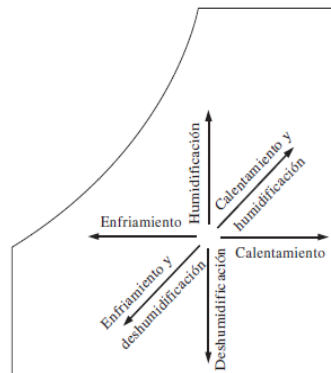 Humidificación
Calentamiento y
humidificación
Enfriamiento
Calentamiento
Enfriamiento y
deshumidificación
Deshumidificación